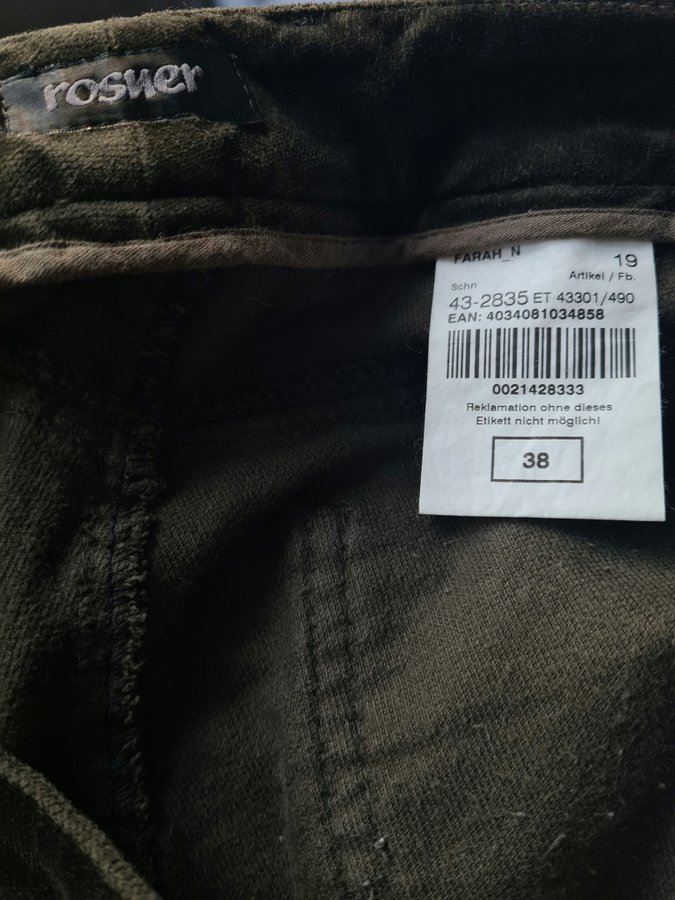 rosner
FARAH_N 19
Schn Artikel / Fb.
43-2835 ET 43301/490
EAN: 4034081034858
0021428333
Reklamation ohne dieses
Etikett nicht möglich!
38